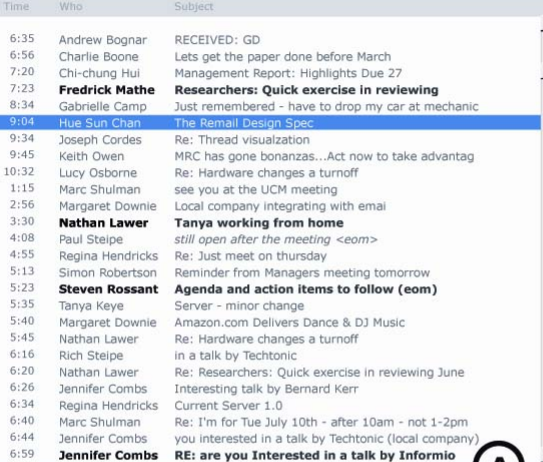 Time Who Subject
6:35 Andrew Bognar RECEIVED: GD
6:56 Charlie Boone Lets get the paper done before March
7:20 Chi-chung Hui Management Report: Highlights Due 27
7:23 Fredrick Mathe Researchers: Quick exercise in reviewing
8:34 Gabrielle Camp Just remembered - have to drop my car at mechanic
9:04 Hue Sun Chan The Remail Design Spec
9:34 Joseph Cordes Re: Thread visualzation
9:45 Keith Owen MRC has gone bonanzas...Act now to take advantag
10:32 Lucy Osborne Re: Hardware changes a turnoff
1:15 Marc Shulman see you at the UCM meeting
2:56 Margaret Downie Local company integrating with emai
3:30 Nathan Lawer Tanya working from home
4:08 Paul Steipe still open after the meeting <eom>
4:55 Regina Hendricks Re: Just meet on thursday
5:13 Simon Robertson Reminder from Managers meeting tomorrow
5:23 Steven Rossant Agenda and action items to follow (eom)
5:35 Tanya Keye Server - minor change
5:40 Margaret Downie Amazon.com Delivers Dance & DJ Music
5:45 Nathan Lawer Re: Hardware changes a turnoff
6:16 Rich Steipe in a talk by Techtonic
6:20 Nathan Lawer Re: Researchers: Quick exercise in reviewing June
6:26 Jennifer Combs Interesting talk by Bernard Kerr
6:34 Regina Hendricks Current Server 1.0
6:40 Marc Shulman Re: I'm for Tue July 10th - after 10am - not 1-2pm
6:44 Jennifer Combs you interested in a talk by Techtonic (local company)
6:59 Jennifer Combs RE: are you Interested in a talk by Informio